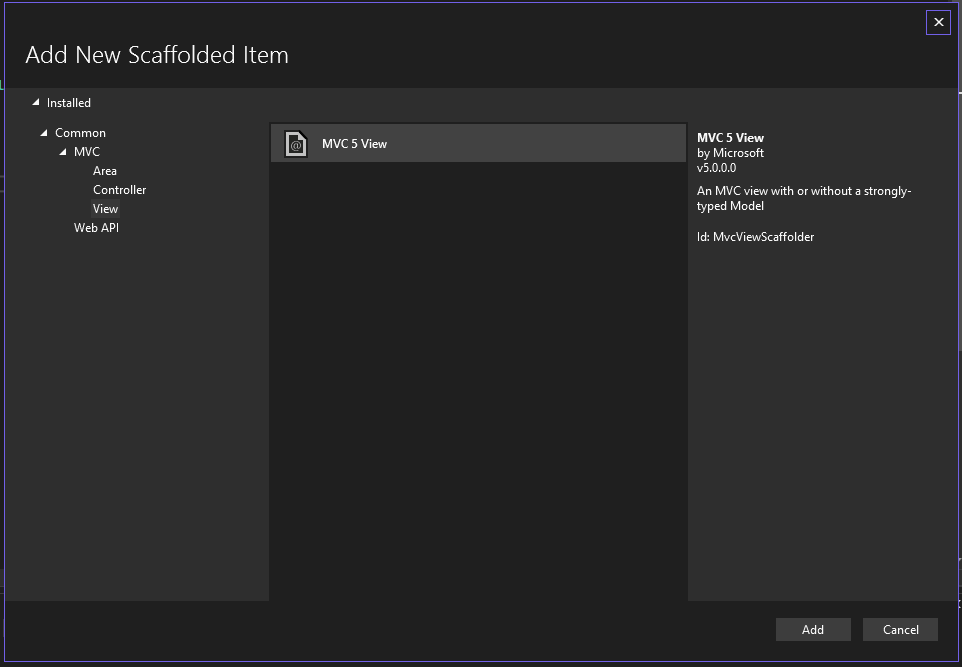 Add New Scaffolded Item
Installed
Common
MVC
Area
Controller
View
Web API
MVC 5 View
MVC 5 View
by Microsoft
v5.0.0.0
An MVC view with or without a strongly-
typed Model
Id: MvcViewScaffolder
Add
Cancel